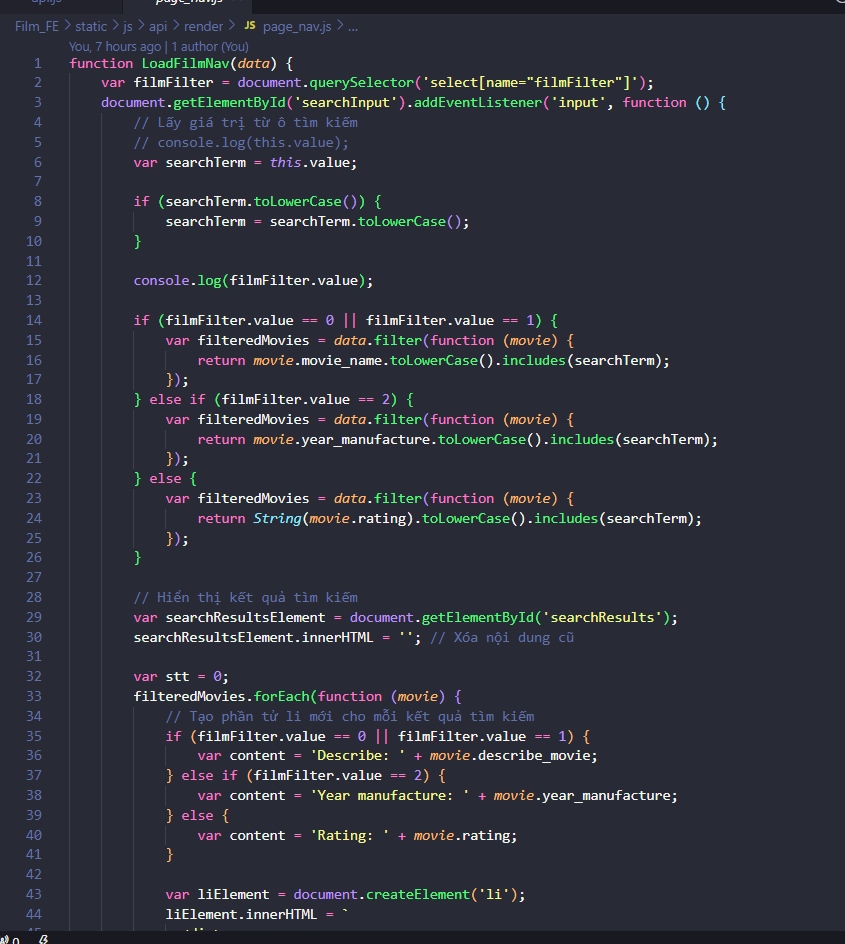 page_nav.js
Film_FE > static > js > api > render > JS page_nav.js > ...
You, 7 hours ago | 1 author (You)
1 function LoadFilmNav(data) {
2     var filmFilter = document.querySelector('select[name="filmFilter"]');
3     document.getElementById('searchInput').addEventListener('input', function () {
4         // Lấy giá trị từ ô tìm kiếm
5         // console.log(this.value);
6         var searchTerm = this.value;
7
8         if (searchTerm.toLowerCase()) {
9             searchTerm = searchTerm.toLowerCase();
10         }
11
12         console.log(filmFilter.value);
13
14         if (filmFilter.value == 0 || filmFilter.value == 1) {
15             var filteredMovies = data.filter(function (movie) {
16                 return movie.movie_name.toLowerCase().includes(searchTerm);
17             });
18         } else if (filmFilter.value == 2) {
19             var filteredMovies = data.filter(function (movie) {
20                 return movie.year_manufacture.toLowerCase().includes(searchTerm);
21             });
22         } else {
23             var filteredMovies = data.filter(function (movie) {
24                 return String(movie.rating).toLowerCase().includes(searchTerm);
25             });
26         }
27
28         // Hiển thị kết quả tìm kiếm
29         var searchResultsElement = document.getElementById('searchResults');
30         searchResultsElement.innerHTML = ''; // Xóa nội dung cũ
31
32         var stt = 0;
33         filteredMovies.forEach(function (movie) {
34             // Tạo phần tử li mới cho mỗi kết quả tìm kiếm
35             if (filmFilter.value == 0 || filmFilter.value == 1) {
36                 var content = 'Describe: ' + movie.describe_movie;
37             } else if (filmFilter.value == 2) {
38                 var content = 'Year manufacture: ' + movie.year_manufacture;
39             } else {
40                 var content = 'Rating: ' + movie.rating;
41             }
42
43             var liElement = document.createElement('li');
44             liElement.innerHTML = `
0